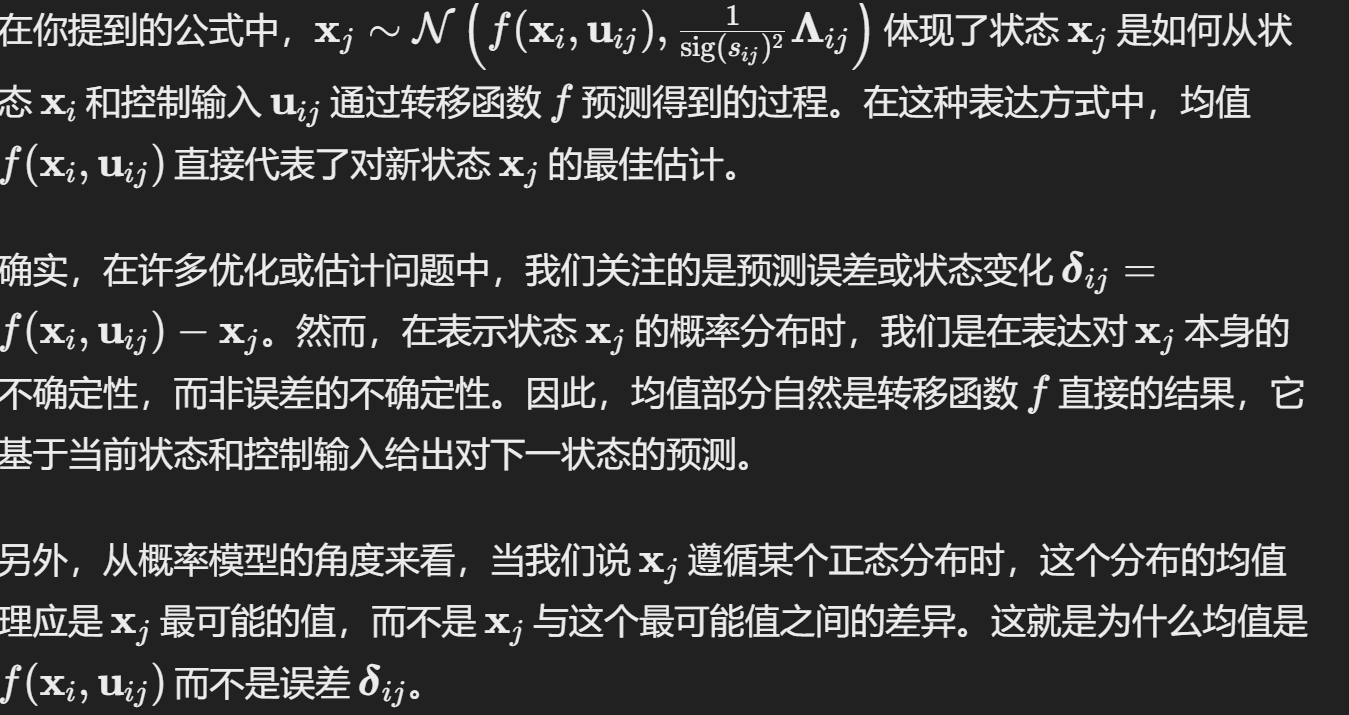 在你提到的公式中，$\mathbf{x}_j \sim \mathcal{N}\left(f(\mathbf{x}_i, \mathbf{u}_{ij}), \frac{1}{\text{sig}(s_{ij})^2}\mathbf{\Lambda}_{ij}\right)$ 体现了状态 $\mathbf{x}_j$ 是如何从状
态 $\mathbf{x}_i$ 和控制输入 $\mathbf{u}_{ij}$ 通过转移函数 $f$ 预测得到的过程。在这种表达方式中，均值
$f(\mathbf{x}_i, \mathbf{u}_{ij})$ 直接代表了对新状态 $\mathbf{x}_j$ 的最佳估计。
确实，在许多优化或估计问题中，我们关注的是预测误差或状态变化 $\boldsymbol{\delta}_{ij} =$
$f(\mathbf{x}_i, \mathbf{u}_{ij}) - \mathbf{x}_j$。然而，在表示状态 $\mathbf{x}_j$ 的概率分布时，我们是在表达对 $\mathbf{x}_j$ 本身的
不确定性，而非误差的不确定性。因此，均值部分自然是转移函数 $f$ 直接的结果，它
基于当前状态和控制输入给出对下一状态的预测。
另外，从概率模型的角度来看，当我们说 $\mathbf{x}_j$ 遵循某个正态分布时，这个分布的均值
理应是 $\mathbf{x}_j$ 最可能的值，而不是 $\mathbf{x}_j$ 与这个最可能值之间的差异。这就是为什么均值是
$f(\mathbf{x}_i, \mathbf{u}_{ij})$ 而不是误差 $\boldsymbol{\delta}_{ij}$。